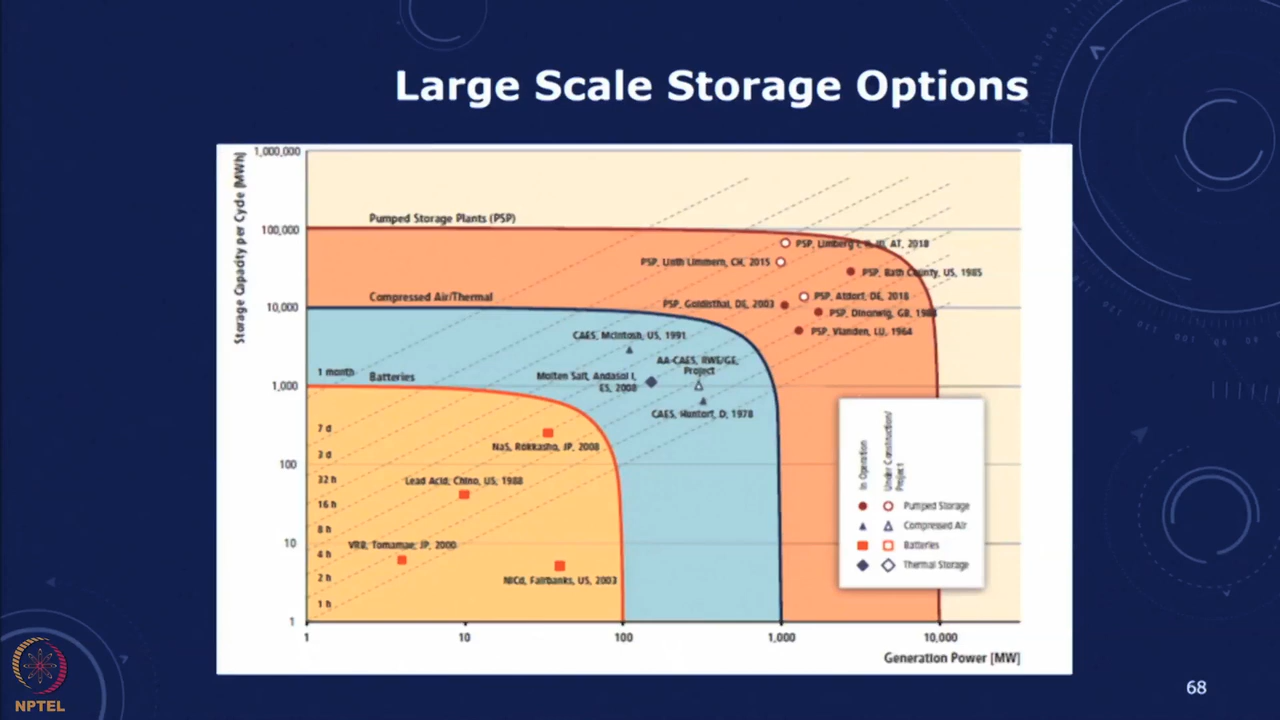 Large Scale Storage Options
Storage Capacity per Cycle [MWh]
1,000,000
100,000
10,000
1,000
100
10
1
Pumped Storage Plants (PSP)
PSP, Limberg AT, 2018
PSP, Linth Limmern, CH, 2015
PSP, Bath County, US, 1985
PSP, Atdorf, DE, 2018
PSP, Goldisthal, DE, 2003
PSP, Dinorwig, GB,
PSP, Vianden, LU, 1964
Compressed Air/Thermal
CAES, McIntosh, US, 1991
AA-CAES, RWE/GE,
Project
Molten Salt, Andasol I,
ES, 2008
CAES, Huntorf, D, 1978
1 month
Batteries
7 d
3 d
32 h
16 h
8 h
4 h
2 h
1 h
NaS, Rokkasho, JP, 2008
Lead Acid, Chino, US, 1988
VRB, Tomamae, JP, 2000
NiCd, Fairbanks, US, 2003
In Operation
Under Construction/
Project
Pumped Storage
Compressed Air
Batteries
Thermal Storage
1
10
100
1,000
10,000
Generation Power [MW]
NPTEL
68